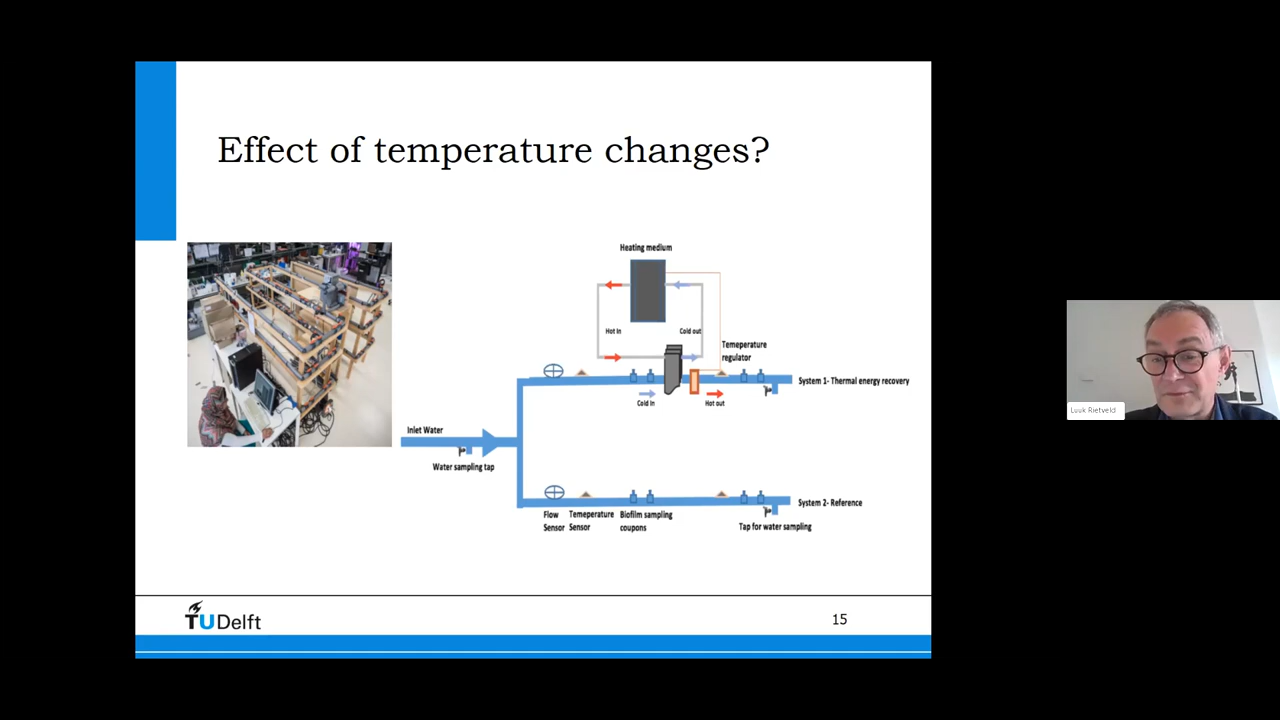 Effect of temperature changes?
Heating medium
Hot In
Cold out
Temeperature
regulator
System 1- Thermal energy recovery
Cold In
Hot out
Inlet Water
Water sampling tap
System 2- Reference
Flow
Sensor
Temeperature
Sensor
Biofilm sampling
coupons
Tap for water sampling
TUDelft
15
Luuk Rietveld